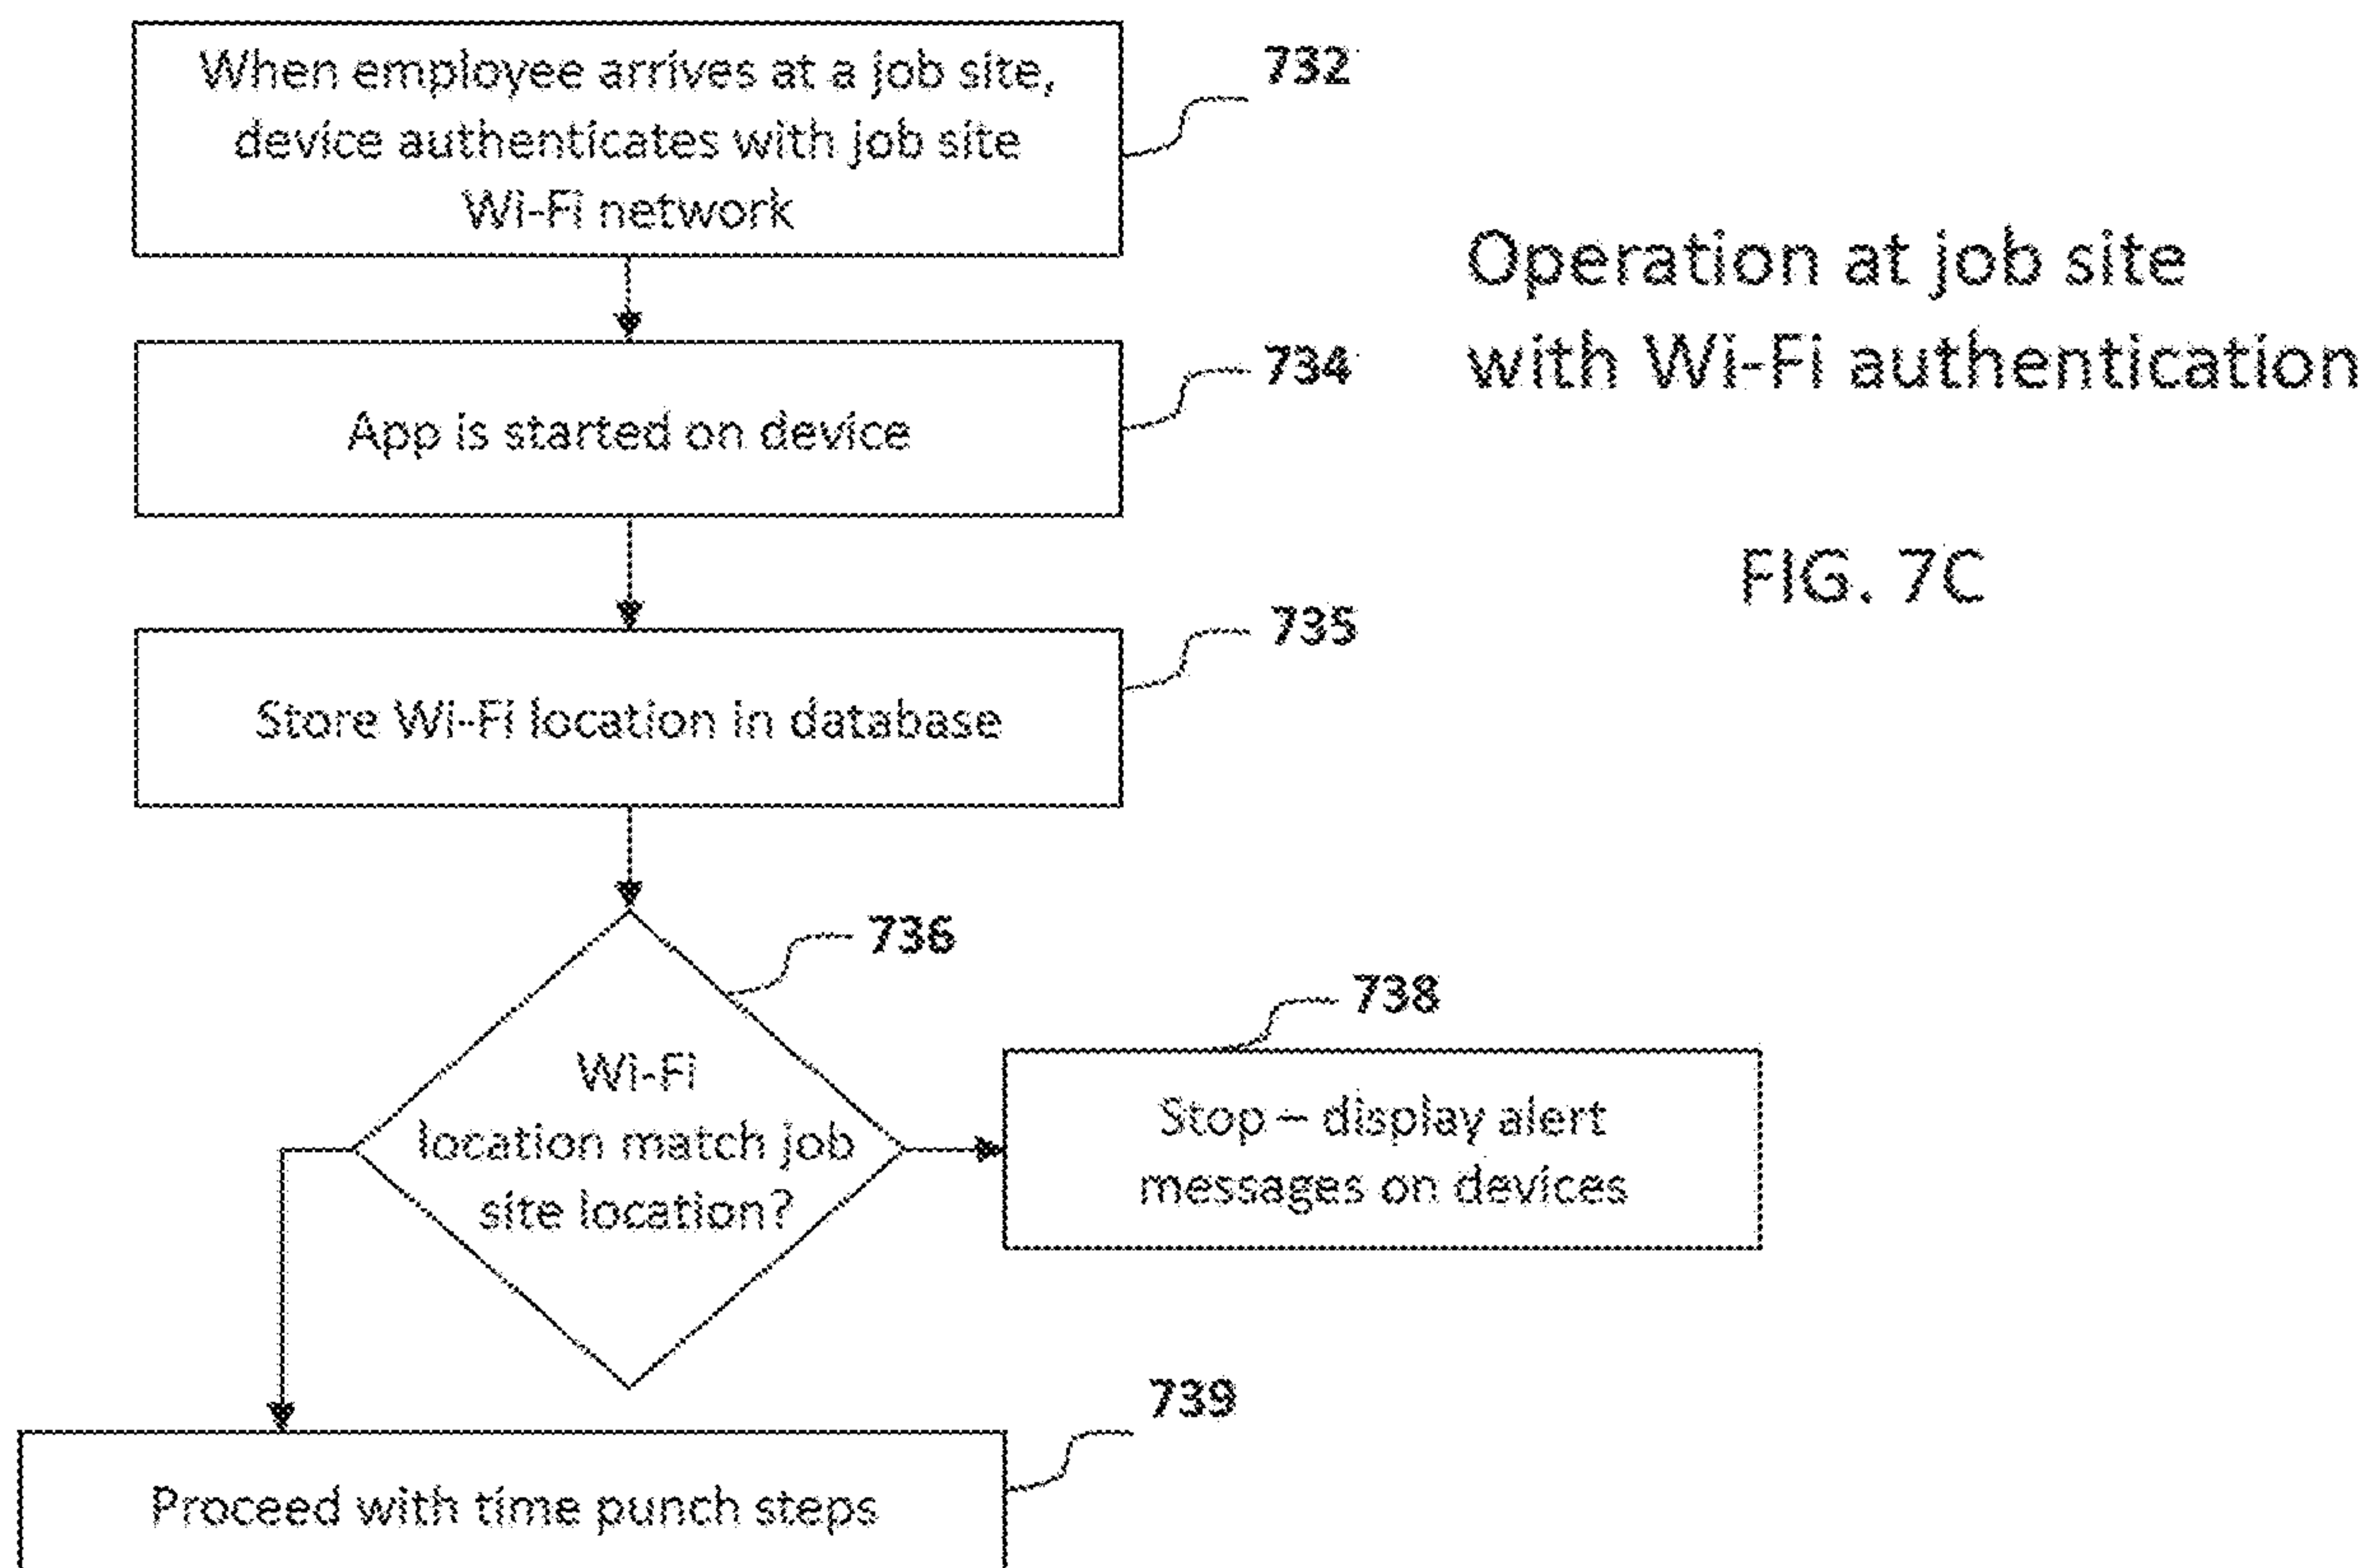 When employee arrives at a job site,
device authenticates with job site
Wi-Fi network
732
Operation at job site
with Wi-Fi authentication
App is started on device
734
FIG. 7C
Store Wi-Fi location in database
735
Wi-Fi
location match job
site location?
736
Stop – display alert
messages on devices
738
Proceed with time punch steps
739